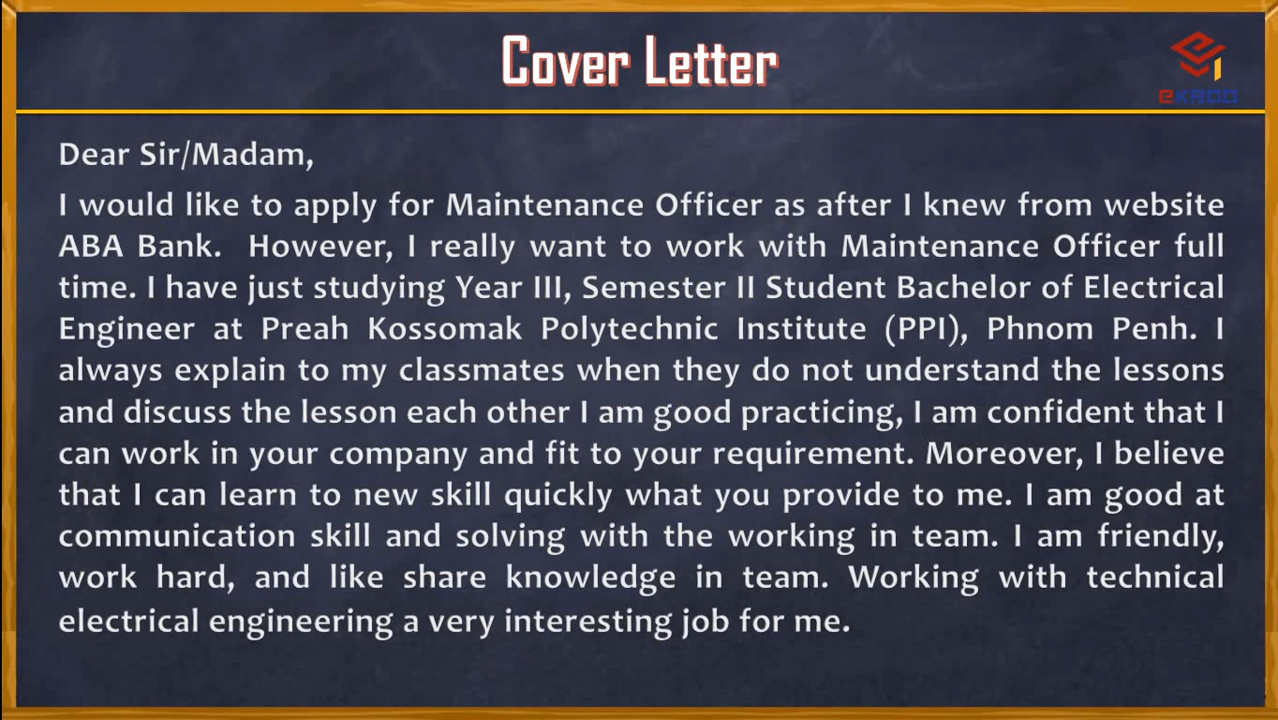 Cover Letter
eKROO
Dear Sir/Madam,
I would like to apply for Maintenance Officer as after I knew from website
ABA Bank. However, I really want to work with Maintenance Officer full
time. I have just studying Year III, Semester II Student Bachelor of Electrical
Engineer at Preah Kossomak Polytechnic Institute (PPI), Phnom Penh. I
always explain to my classmates when they do not understand the lessons
and discuss the lesson each other I am good practicing, I am confident that I
can work in your company and fit to your requirement. Moreover, I believe
that I can learn to new skill quickly what you provide to me. I am good at
communication skill and solving with the working in team. I am friendly,
work hard, and like share knowledge in team. Working with technical
electrical engineering a very interesting job for me.